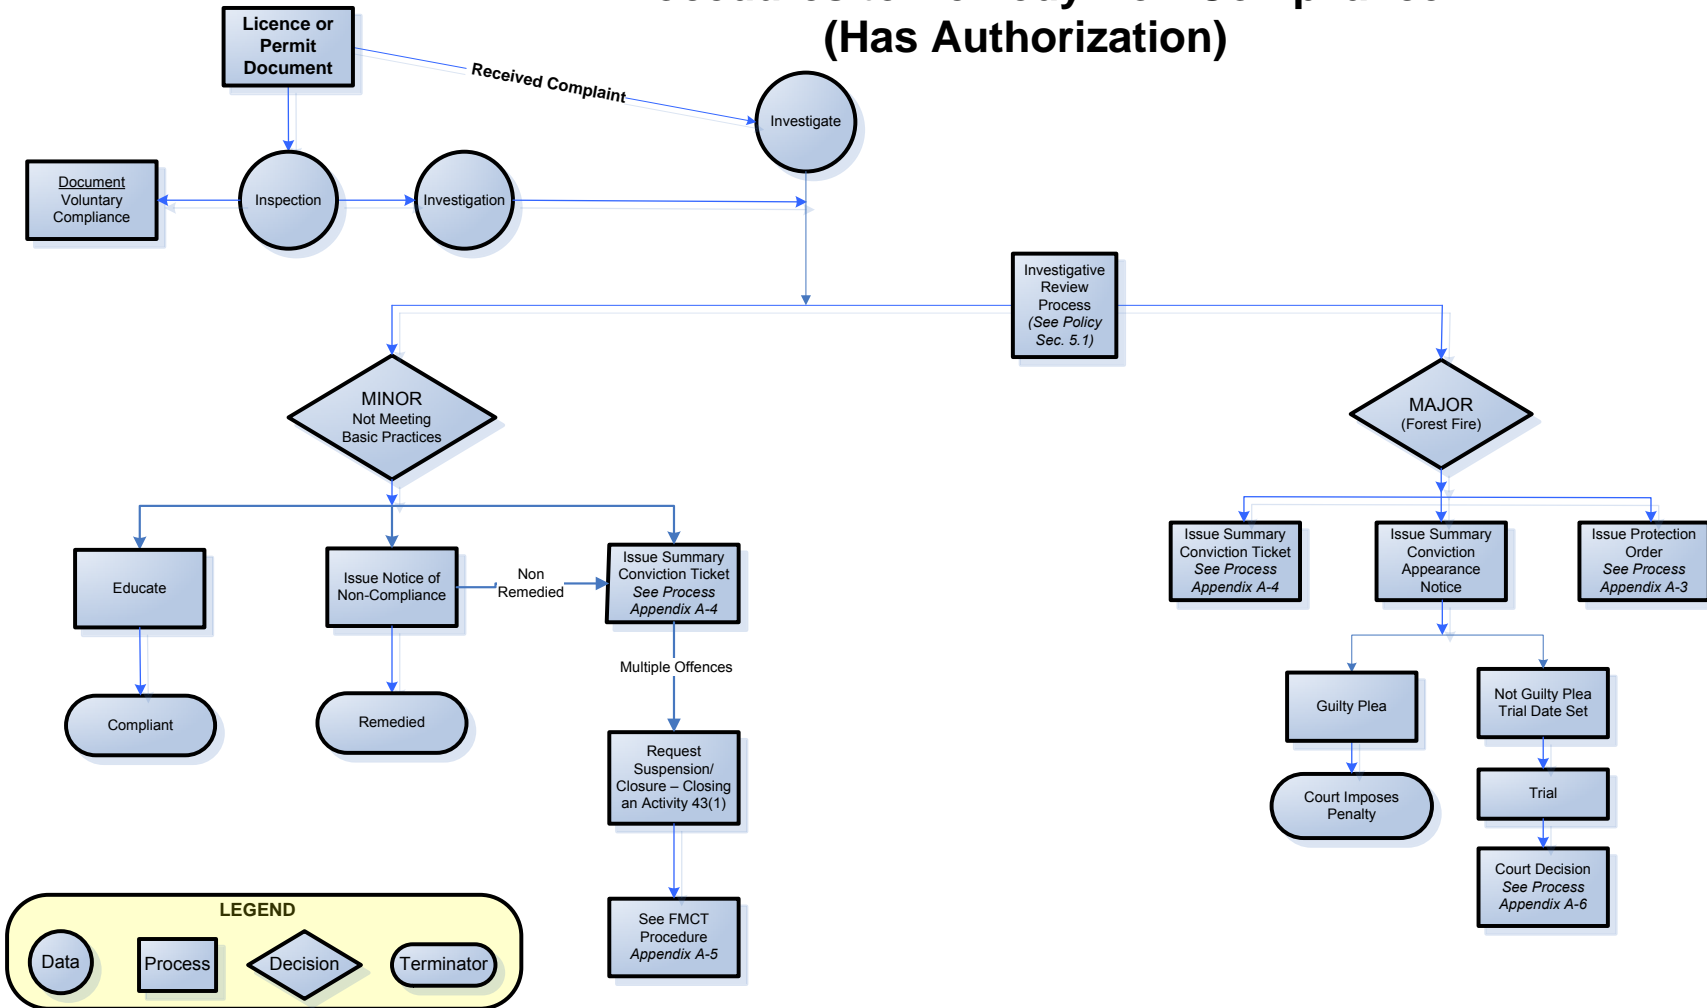 (Has Authorization)
Licence or
Permit
Document
Received Complaint
Investigate
Document
Voluntary
Compliance
Inspection
Investigation
Investigative
Review
Process
(See Policy
Sec. 5.1)
MINOR
Not Meeting
Basic Practices
MAJOR
(Forest Fire)
Educate
Issue Notice of
Non-Compliance
Non
Remedied
Issue Summary
Conviction Ticket
See Process
Appendix A-4
Issue Summary
Conviction Ticket
See Process
Appendix A-4
Issue Summary
Conviction
Appearance
Notice
Issue Protection
Order
See Process
Appendix A-3
Multiple Offences
Compliant
Remedied
Guilty Plea
Not Guilty Plea
Trial Date Set
Request
Suspension/
Closure – Closing
an Activity 43(1)
Court Imposes
Penalty
Trial
Court Decision
See Process
Appendix A-6
See FMCT
Procedure
Appendix A-5
LEGEND
Data
Process
Decision
Terminator